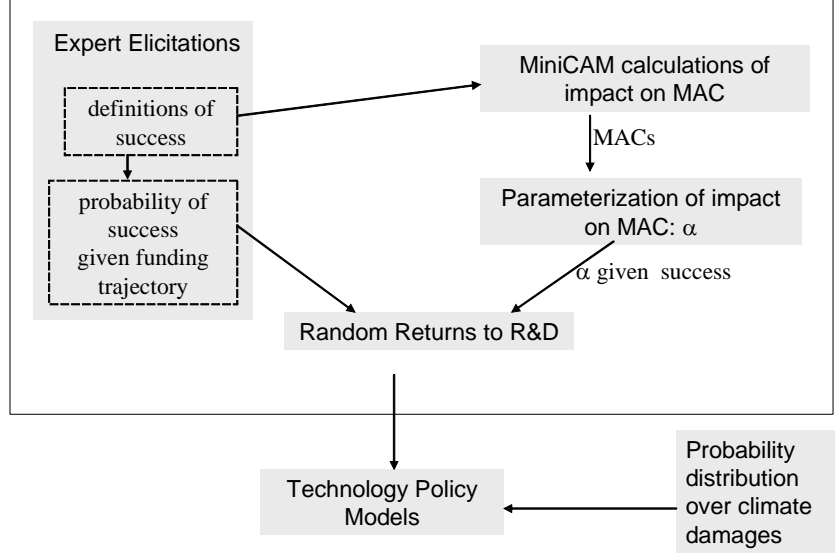 Expert Elicitations
definitions of
success
probability of
success
given funding
trajectory
MiniCAM calculations of
impact on MAC
MACs
Parameterization of impact
on MAC: α
α given success
Random Returns to R&D
Technology Policy
Models
Probability
distribution
over climate
damages